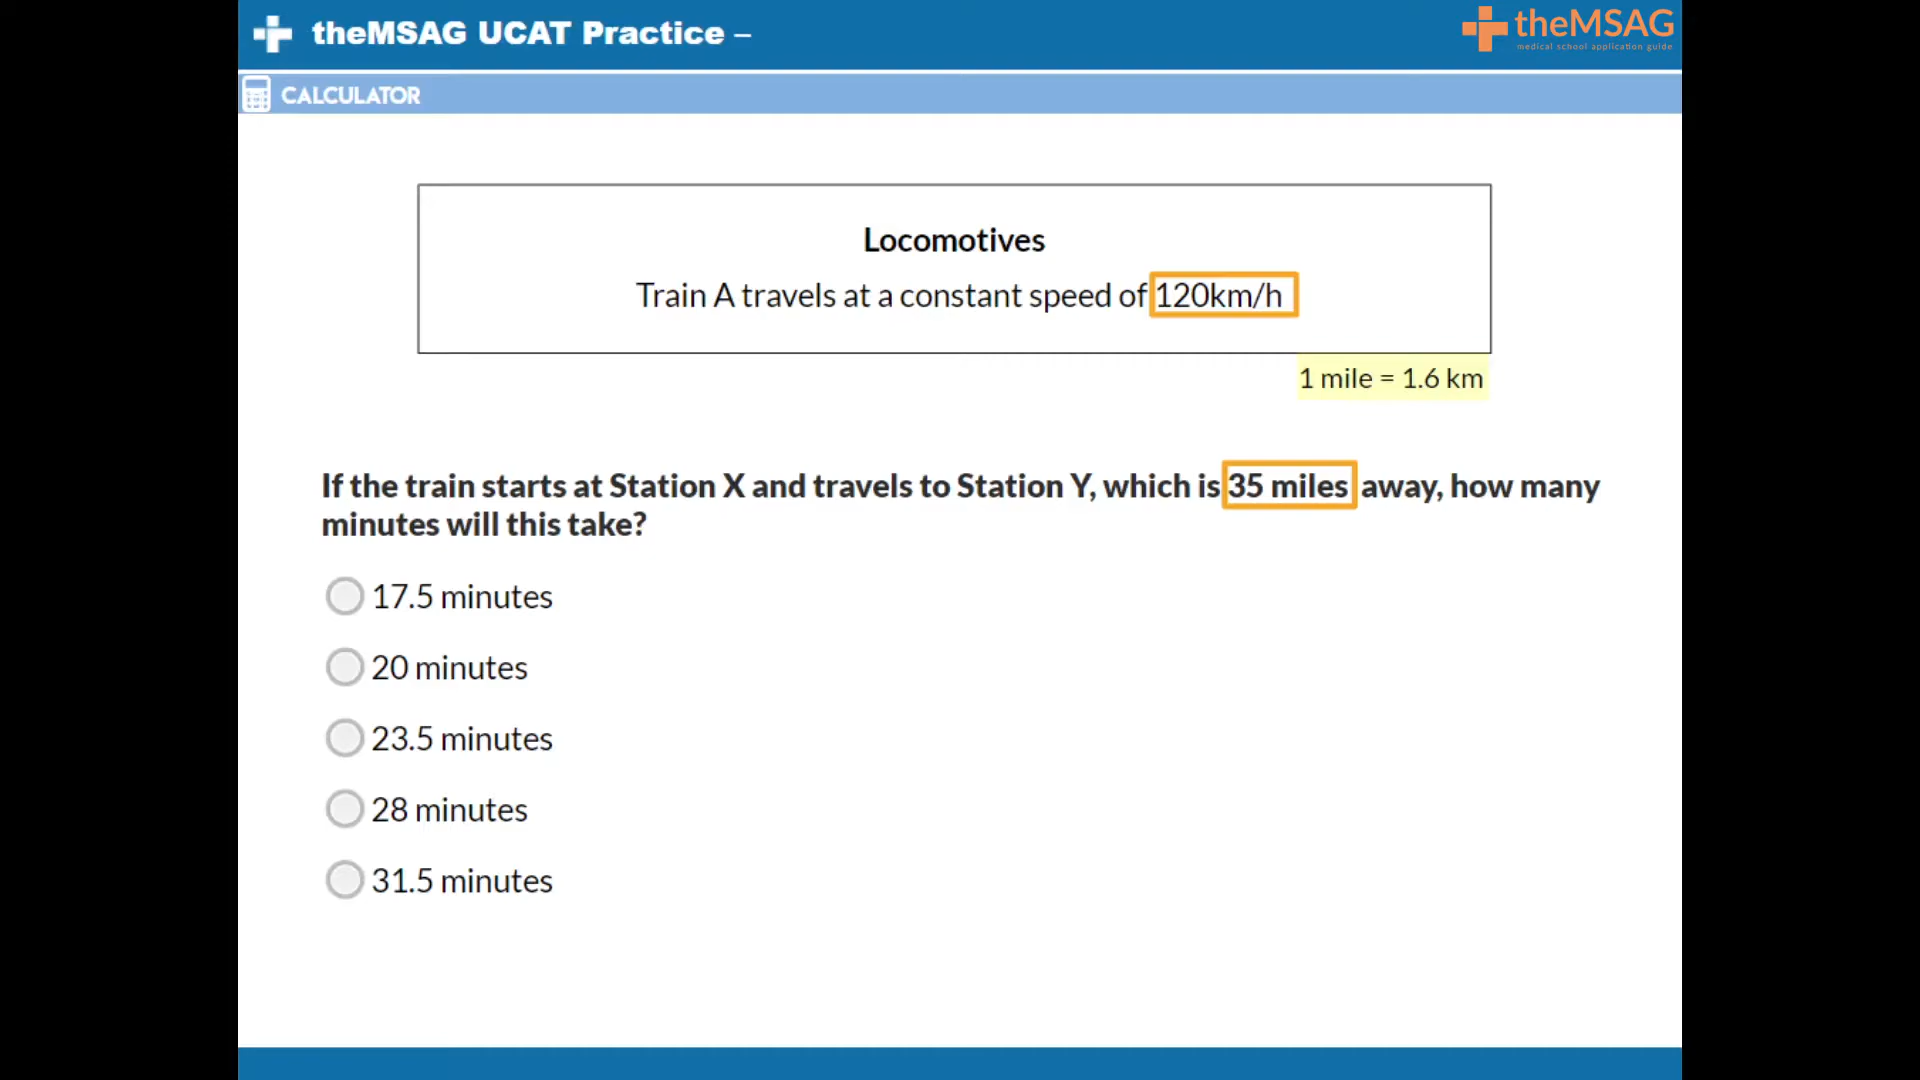 theMSAG UCAT Practice –
theMSAG
medical school application guide
CALCULATOR
Locomotives
Train A travels at a constant speed of 120km/h
1 mile = 1.6 km
If the train starts at Station X and travels to Station Y, which is 35 miles away, how many
minutes will this take?
17.5 minutes
20 minutes
23.5 minutes
28 minutes
31.5 minutes